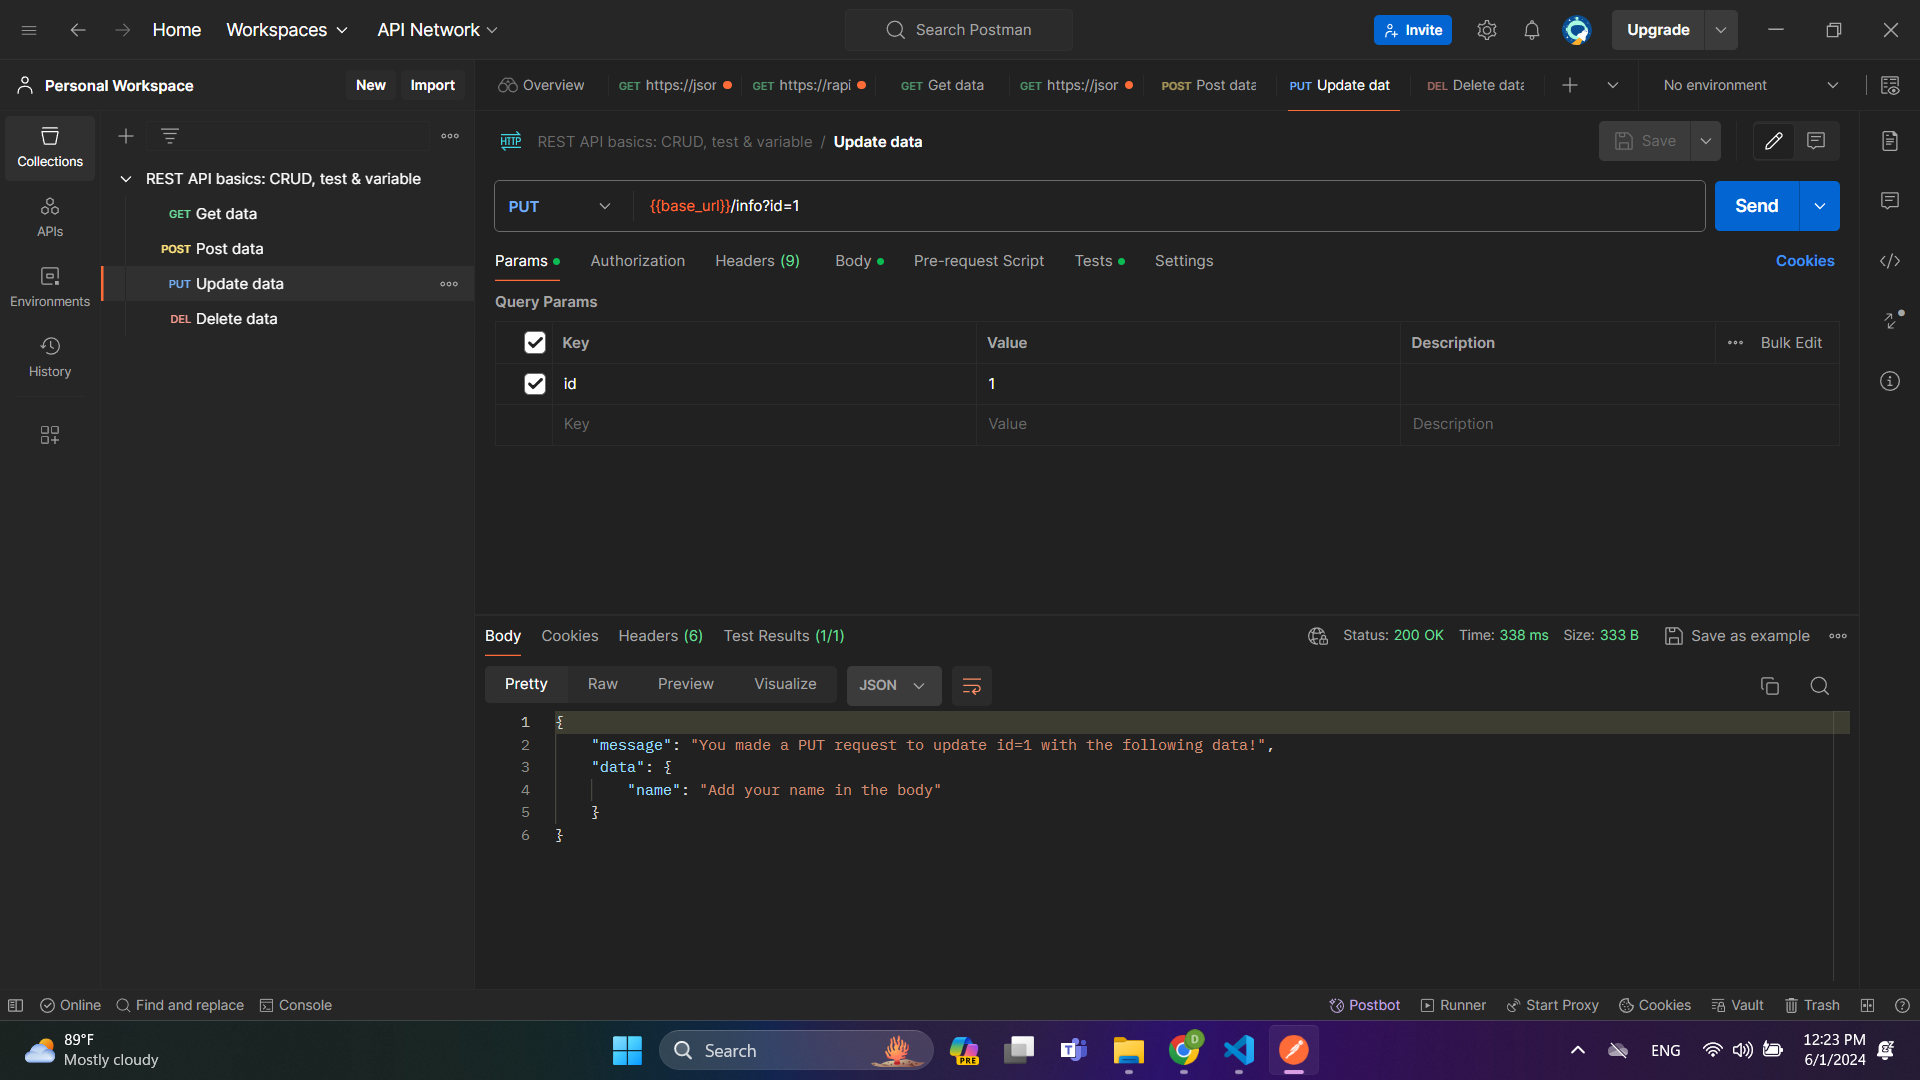 Home Workspaces API Network Search Postman Invite Upgrade
Personal Workspace New Import Overview GET https://jsor GET https://rapi GET Get data GET https://jsor POST Post data PUT Update dat DEL Delete data No environment
Collections
APIs
Environments
History
REST API basics: CRUD, test & variable
GET Get data
POST Post data
PUT Update data
DEL Delete data
HTTP REST API basics: CRUD, test & variable / Update data Save
PUT {{base_url}}/info?id=1 Send
Params Authorization Headers (9) Body Pre-request Script Tests Settings Cookies
Query Params
Key Value Description Bulk Edit
id 1
Key Value Description
Body Cookies Headers (6) Test Results (1/1) Status: 200 OK Time: 338 ms Size: 333 B Save as example
Pretty Raw Preview Visualize JSON
1 {
2 "message": "You made a PUT request to update id=1 with the following data!",
3 "data": {
4 "name": "Add your name in the body"
5 }
6 }
Online Find and replace Console Postbot Runner Start Proxy Cookies Vault Trash
89°F
Mostly cloudy
Search
PRE
T
D
ENG
12:23 PM
6/1/2024